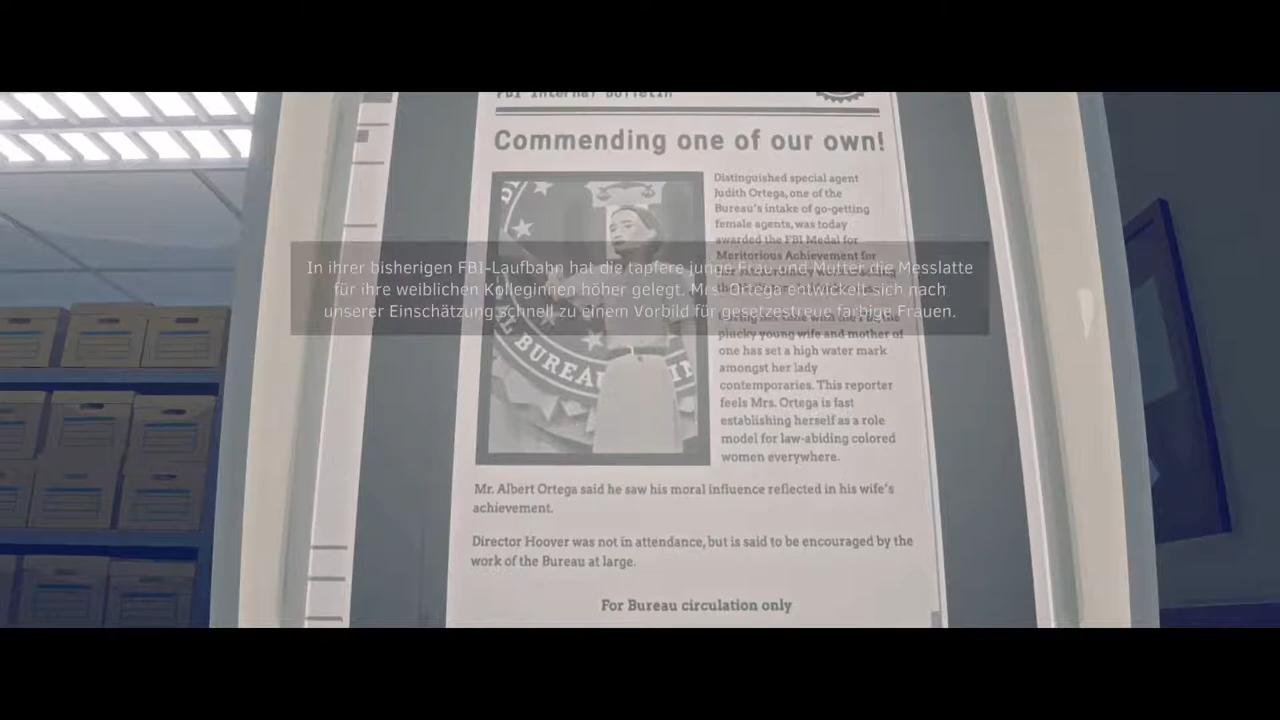 FBI Internal Bulletin
Commending one of our own!
Distinguished special agent
Judith Ortega, one of the
Bureau's intake of go-getting
female agents, was today
awarded the FBI Medal for
Meritorious Achievement for
In ihrer bisherigen FBI-Laufbahn hat die tapfere junge Frau und Mutter die Messlatte
für ihre weiblichen Kolleginnen höher gelegt. Mrs. Ortega entwickelt sich nach
unserer Einschätzung schnell zu einem Vorbild für gesetzestreue farbige Frauen.
plucky young wife and mother of
one has set a high water mark
amongst her lady
contemporaries. This reporter
feels Mrs. Ortega is fast
establishing herself as a role
model for law-abiding colored
women everywhere.
BUREAU
Mr. Albert Ortega said he saw his moral influence reflected in his wife's
achievement.
Director Hoover was not in attendance, but is said to be encouraged by the
work of the Bureau at large.
For Bureau circulation only